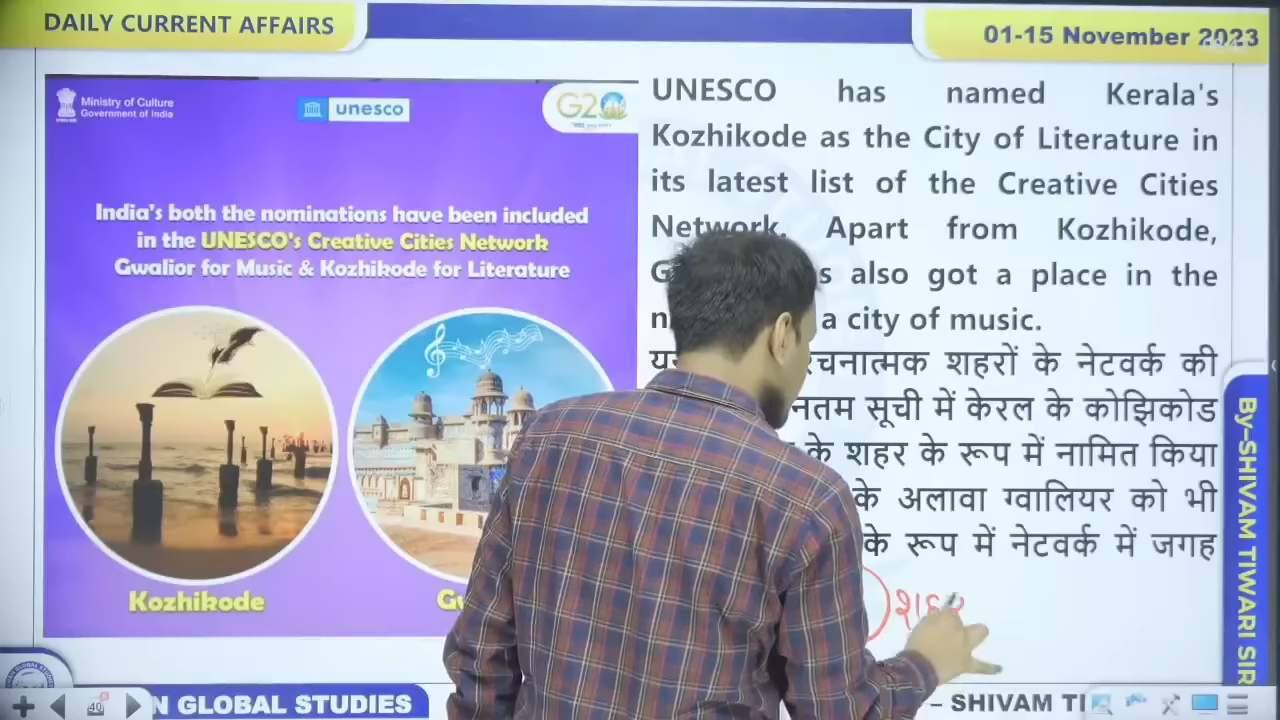 DAILY CURRENT AFFAIRS
01-15 November 2023
Ministry of Culture
Government of India
unesco
G20
India's both the nominations have been included
in the UNESCO's Creative Cities Network
Gwalior for Music & Kozhikode for Literature
Kozhikode
UNESCO has named Kerala's
Kozhikode as the City of Literature in
its latest list of the Creative Cities
Network. Apart from Kozhikode,
s also got a place in the
a city of music.
रचनात्मक शहरों के नेटवर्क की
नतम सूची में केरल के कोझिकोड
के शहर के रूप में नामित किया
के अलावा ग्वालियर को भी
के रूप में नेटवर्क में जगह
शहर
By-SHIVAM TIWARI SIR
40
N GLOBAL STUDIES
– SHIVAM TI